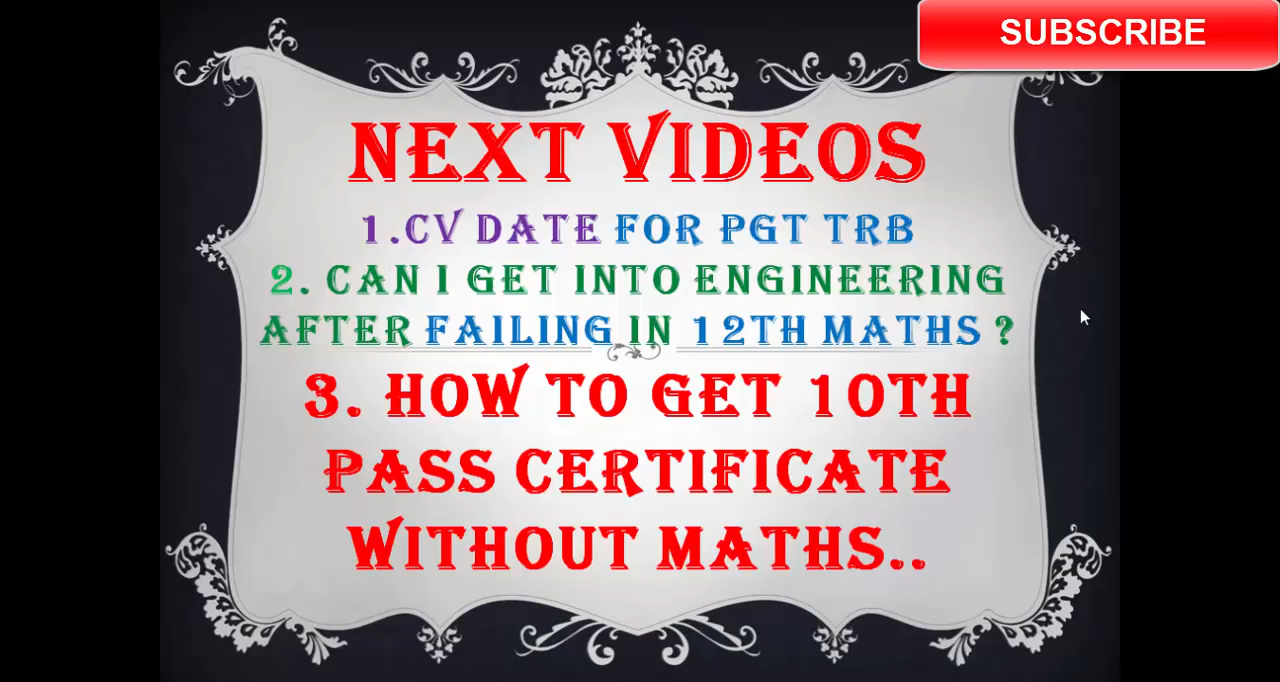 SUBSCRIBE
NEXT VIDEOS
1.CV DATE FOR PGT TRB
2. CAN I GET INTO ENGINEERING
AFTER FAILING IN 12TH MATHS ?
3. HOW TO GET 10TH
PASS CERTIFICATE
WITHOUT MATHS..